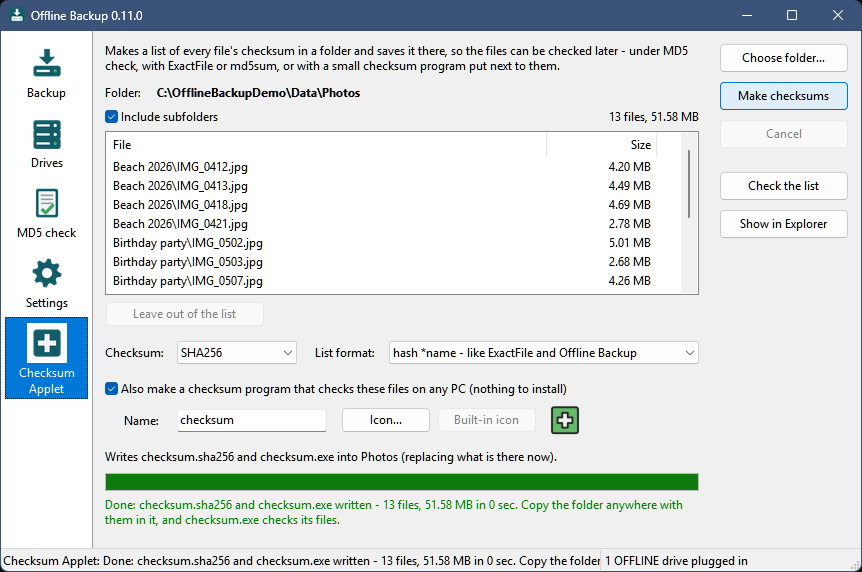 Offline Backup 0.11.0
Backup
Drives
MD5 check
Settings
Checksum
Applet
Makes a list of every file's checksum in a folder and saves it there, so the files can be checked later - under MD5
check, with ExactFile or md5sum, or with a small checksum program put next to them.
Folder: C:\OfflineBackupDemo\Data\Photos
Include subfolders 13 files, 51.58 MB
File Size
Beach 2026\IMG_0412.jpg 4.20 MB
Beach 2026\IMG_0413.jpg 4.49 MB
Beach 2026\IMG_0418.jpg 4.69 MB
Beach 2026\IMG_0421.jpg 2.78 MB
Birthday party\IMG_0502.jpg 5.01 MB
Birthday party\IMG_0503.jpg 2.68 MB
Birthday party\IMG_0507.jpg 4.26 MB
Leave out of the list
Checksum: SHA256 List format: hash *name - like ExactFile and Offline Backup
Also make a checksum program that checks these files on any PC (nothing to install)
Name: checksum Icon... Built-in icon
Writes checksum.sha256 and checksum.exe into Photos (replacing what is there now).
Done: checksum.sha256 and checksum.exe written - 13 files, 51.58 MB in 0 sec. Copy the folder anywhere with
them in it, and checksum.exe checks its files.
Choose folder...
Make checksums
Cancel
Check the list
Show in Explorer
Checksum Applet: Done: checksum.sha256 and checksum.exe written - 13 files, 51.58 MB in 0 sec. Copy the folder 1 OFFLINE drive plugged in